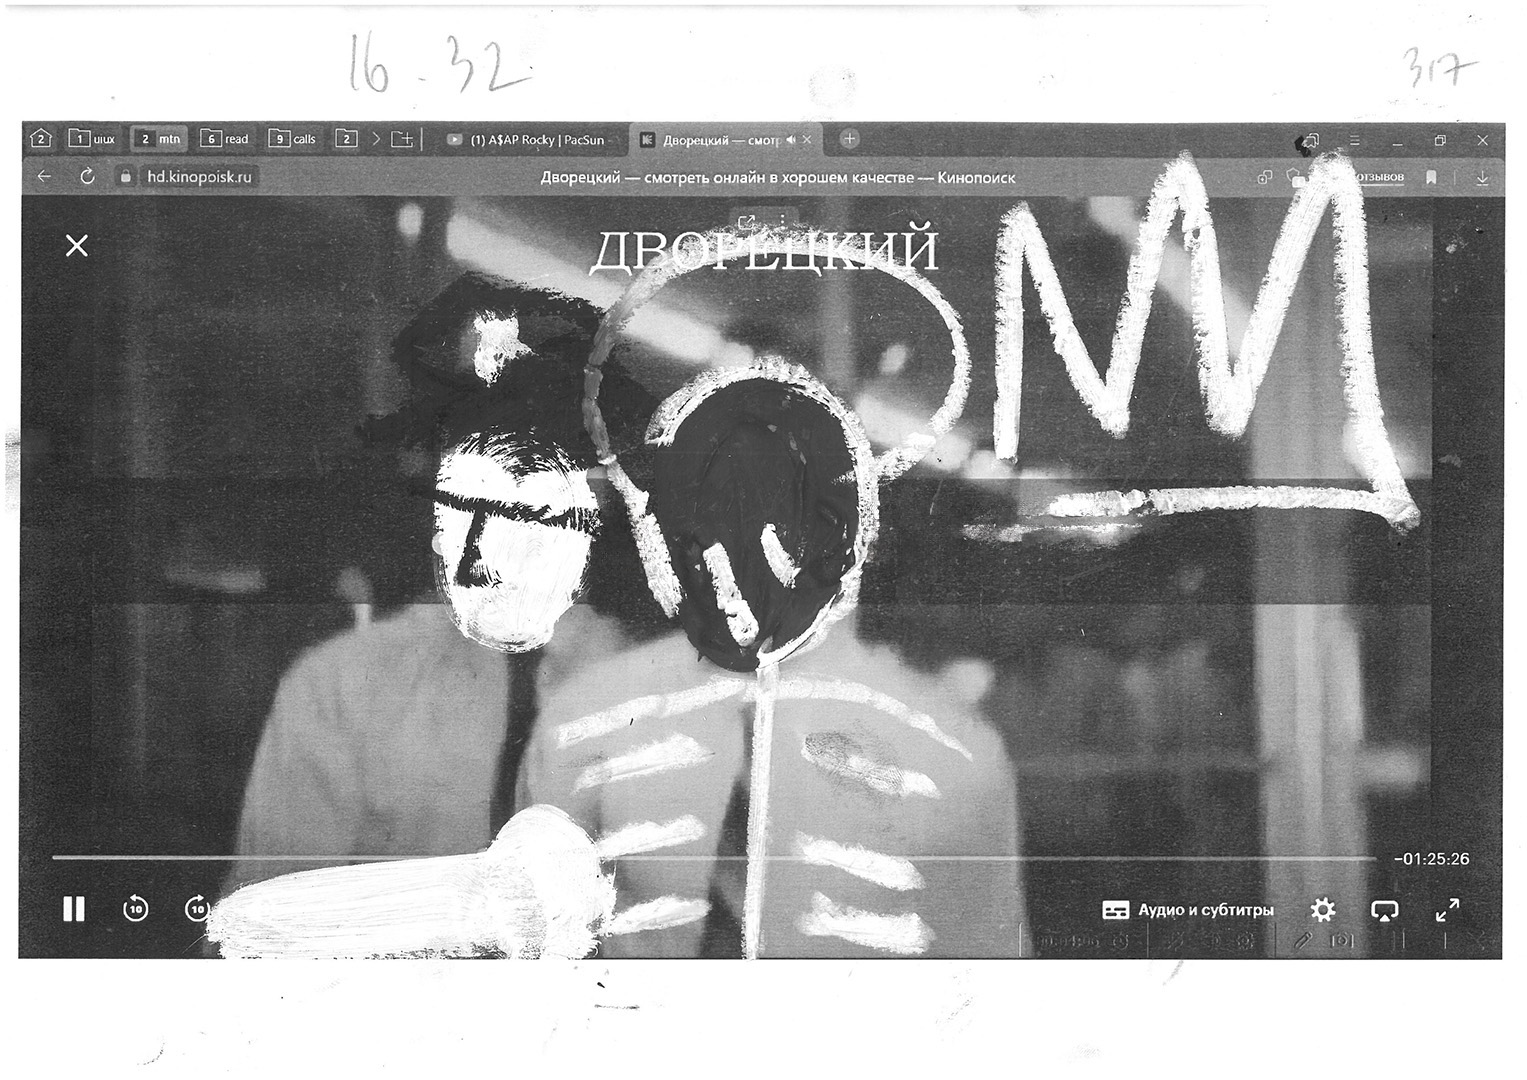 16 - 32
317
2 1 uiux 2 mtn 6 read 9 calls 2 (1) A$AP Rocky | PacSun Дворецкий — смотр
hd.kinopoisk.ru Дворецкий — смотреть онлайн в хорошем качестве — Кинопоиск отзывов
ДВОРЕЦКИЙ
−01:25:26
10 10 Аудио и субтитры